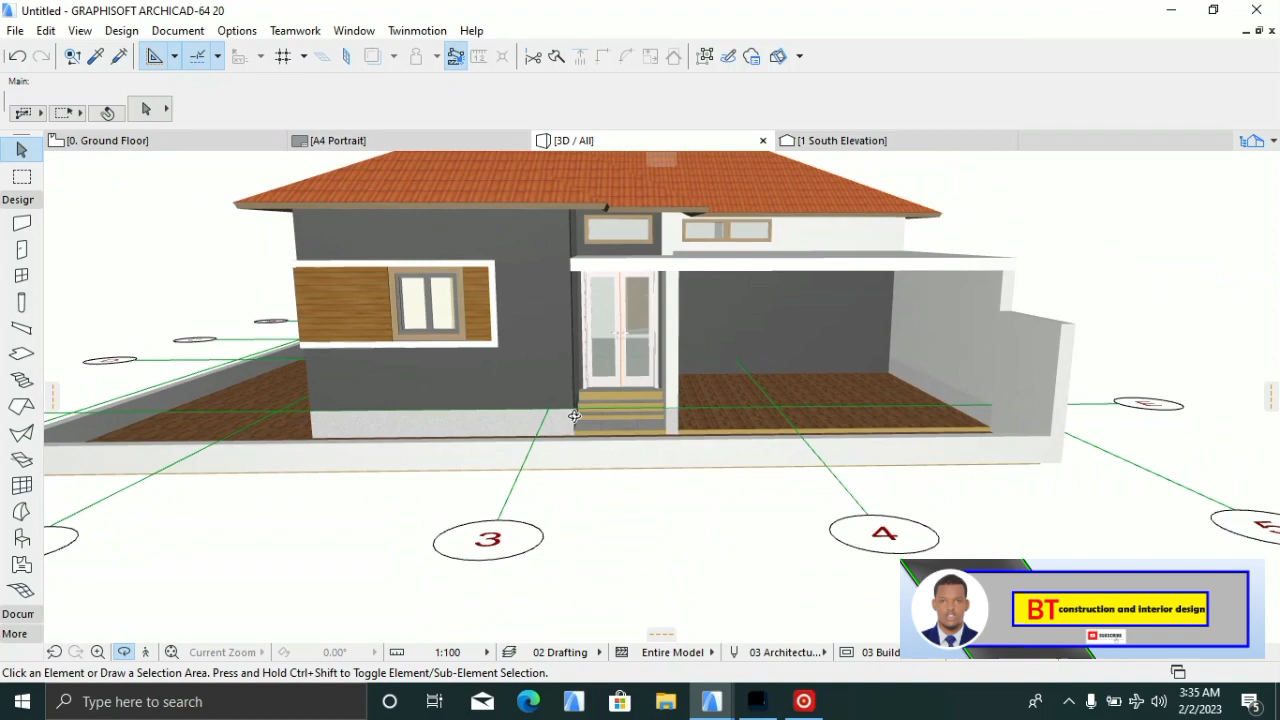 Untitled - GRAPHISOFT ARCHICAD-64 20
File Edit View Design Document Options Teamwork Window Twinmotion Help
Main:
[0. Ground Floor]
[A4 Portrait]
[3D / All]
[1 South Elevation]
Design
3
4
5
BT construction and interior design
SUBSCRIBE
Docum
More
Current Zoom
0.00°
1:100
02 Drafting
Entire Model
03 Architectu...
03 Build
Click an Element or Draw a Selection Area. Press and Hold Ctrl+Shift to Toggle Element/Sub-Element Selection.
Type here to search
3:35 AM
2/2/2023
5